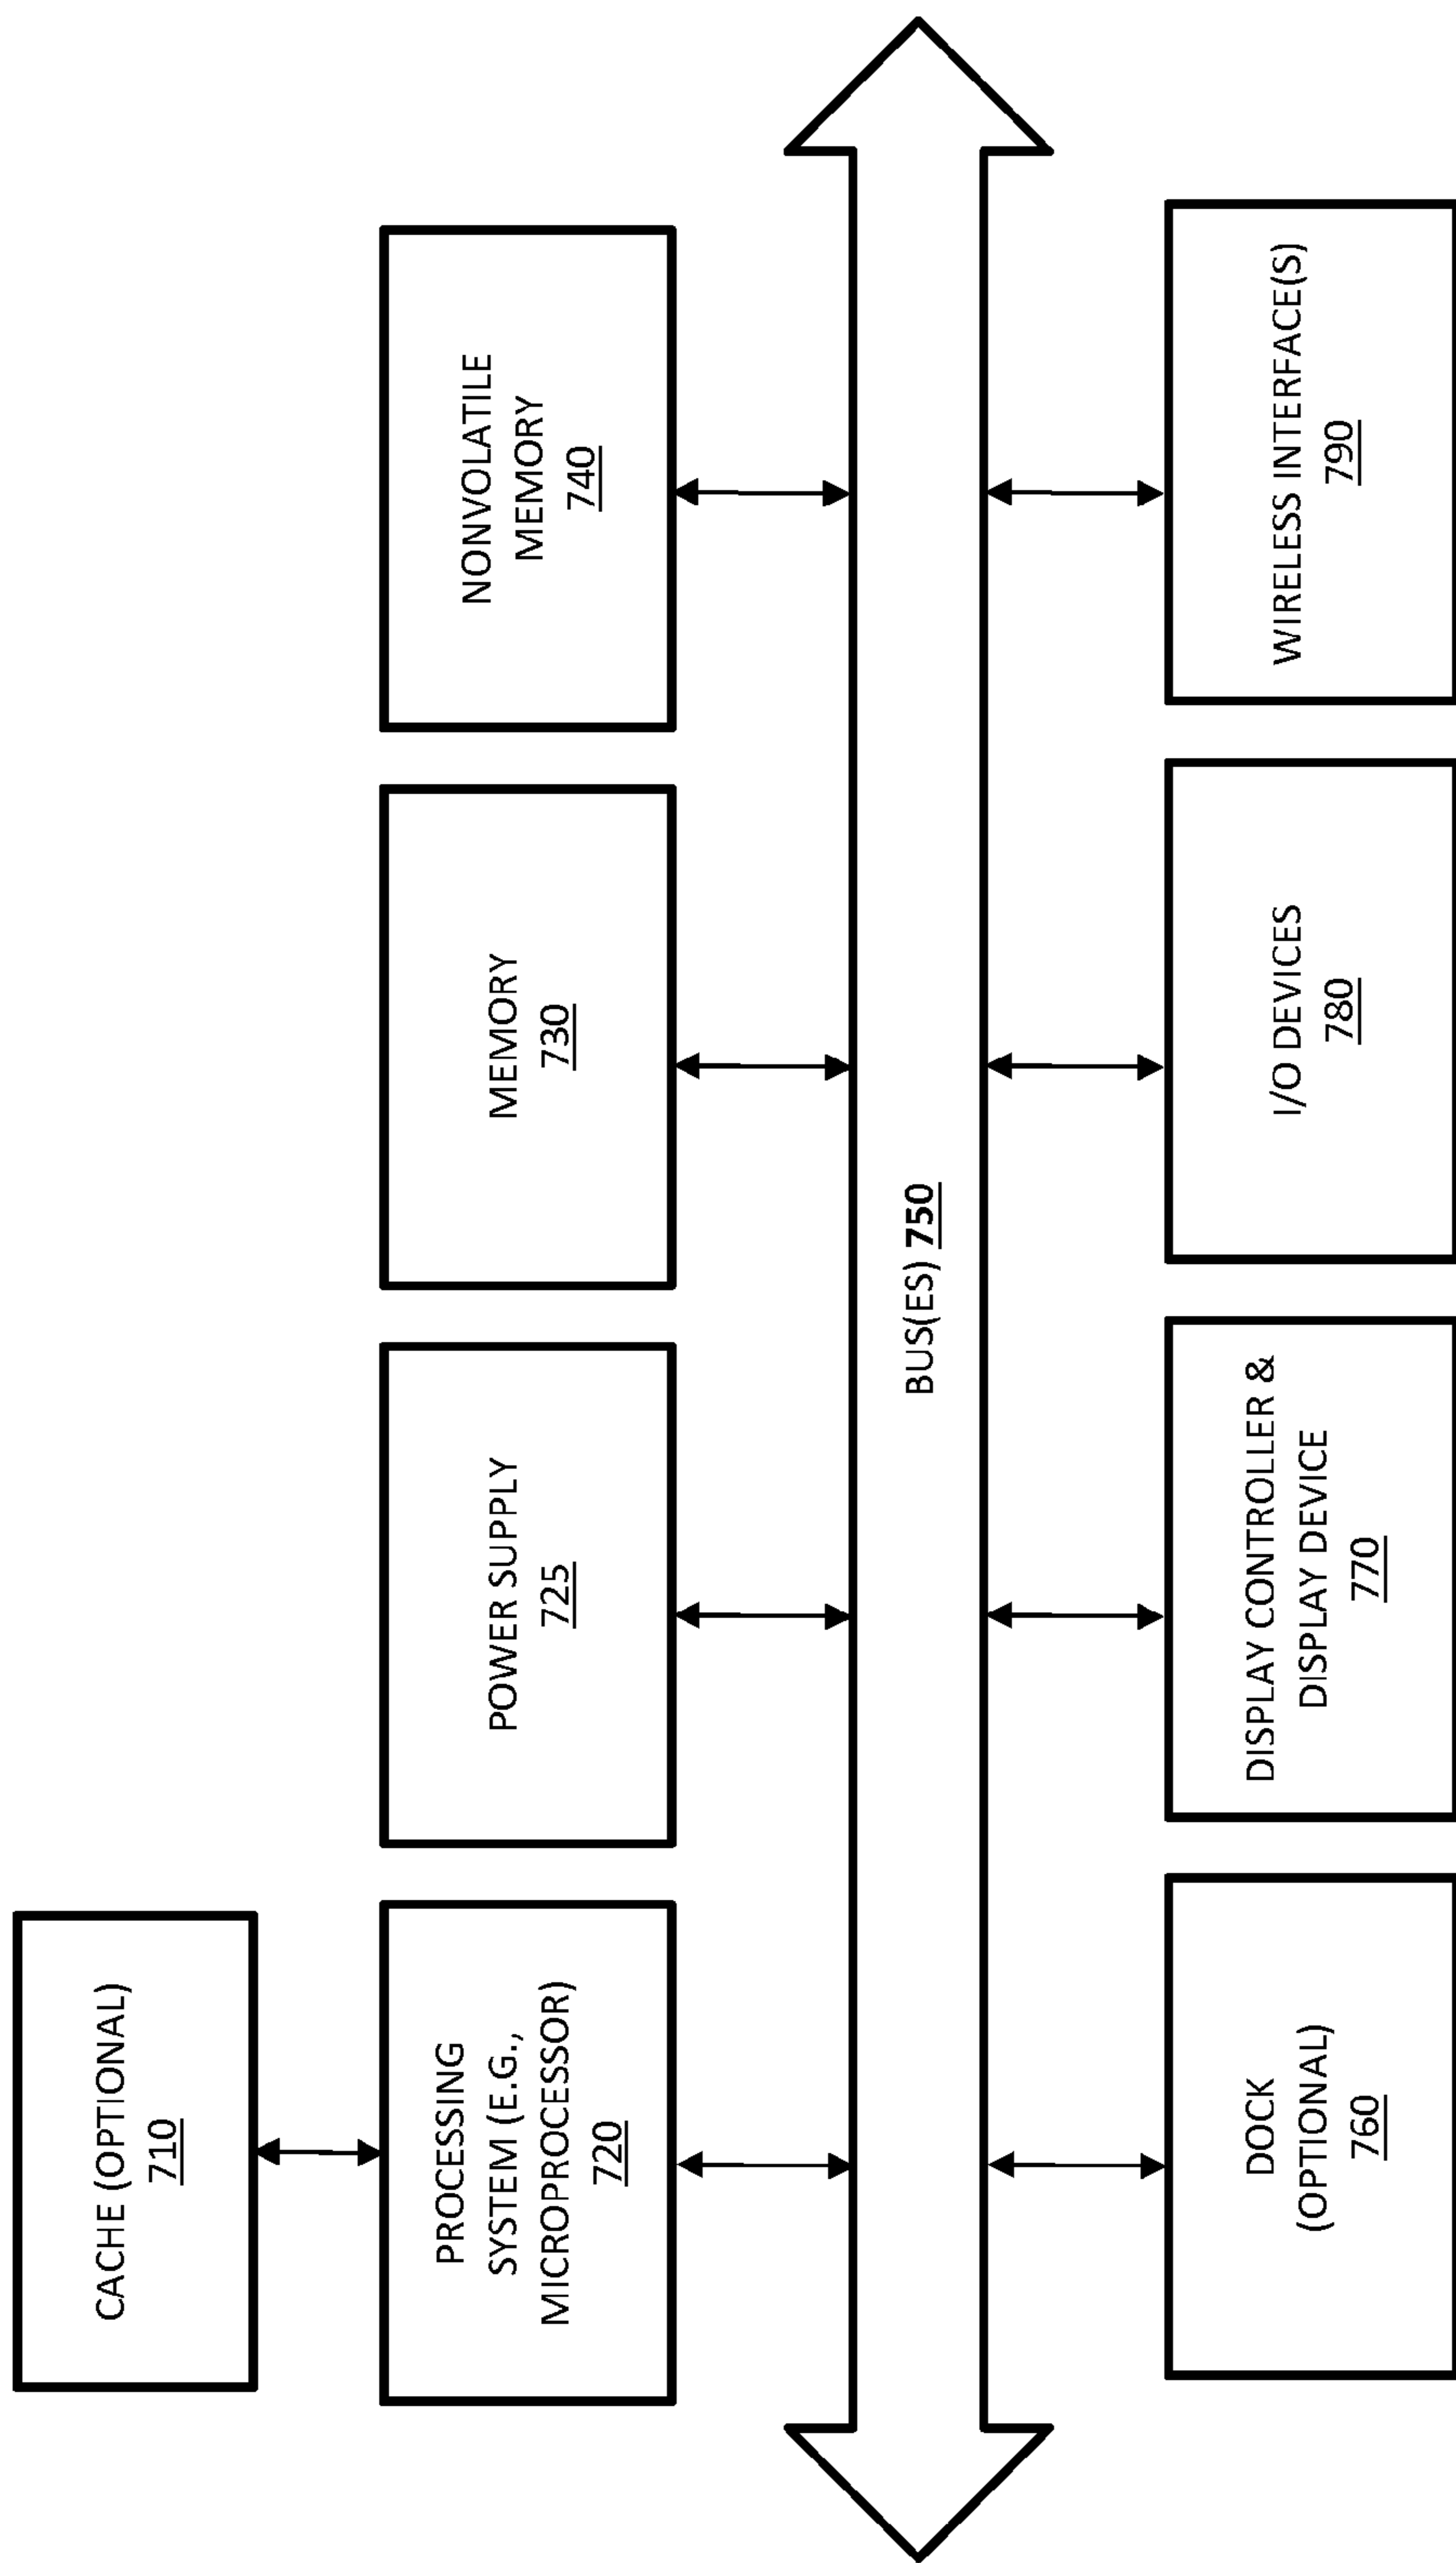 CACHE (OPTIONAL)
710
PROCESSING
SYSTEM (E.G.,
MICROPROCESSOR)
720
POWER SUPPLY
725
MEMORY
730
NONVOLATILE
MEMORY
740
BUS(ES) 750
DOCK
(OPTIONAL)
760
DISPLAY CONTROLLER &
DISPLAY DEVICE
770
I/O DEVICES
780
WIRELESS INTERFACE(S)
790